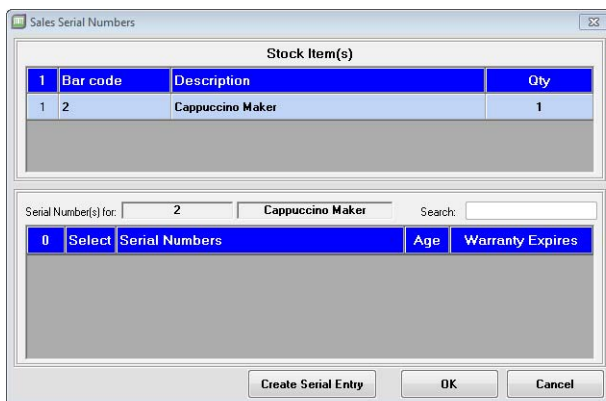 Sales Serial Numbers
Stock Item(s)
1 Bar code Description Qty
1 2 Cappuccino Maker 1
Serial Number(s) for: 2 Cappuccino Maker Search:
0 Select Serial Numbers Age Warranty Expires
Create Serial Entry OK Cancel